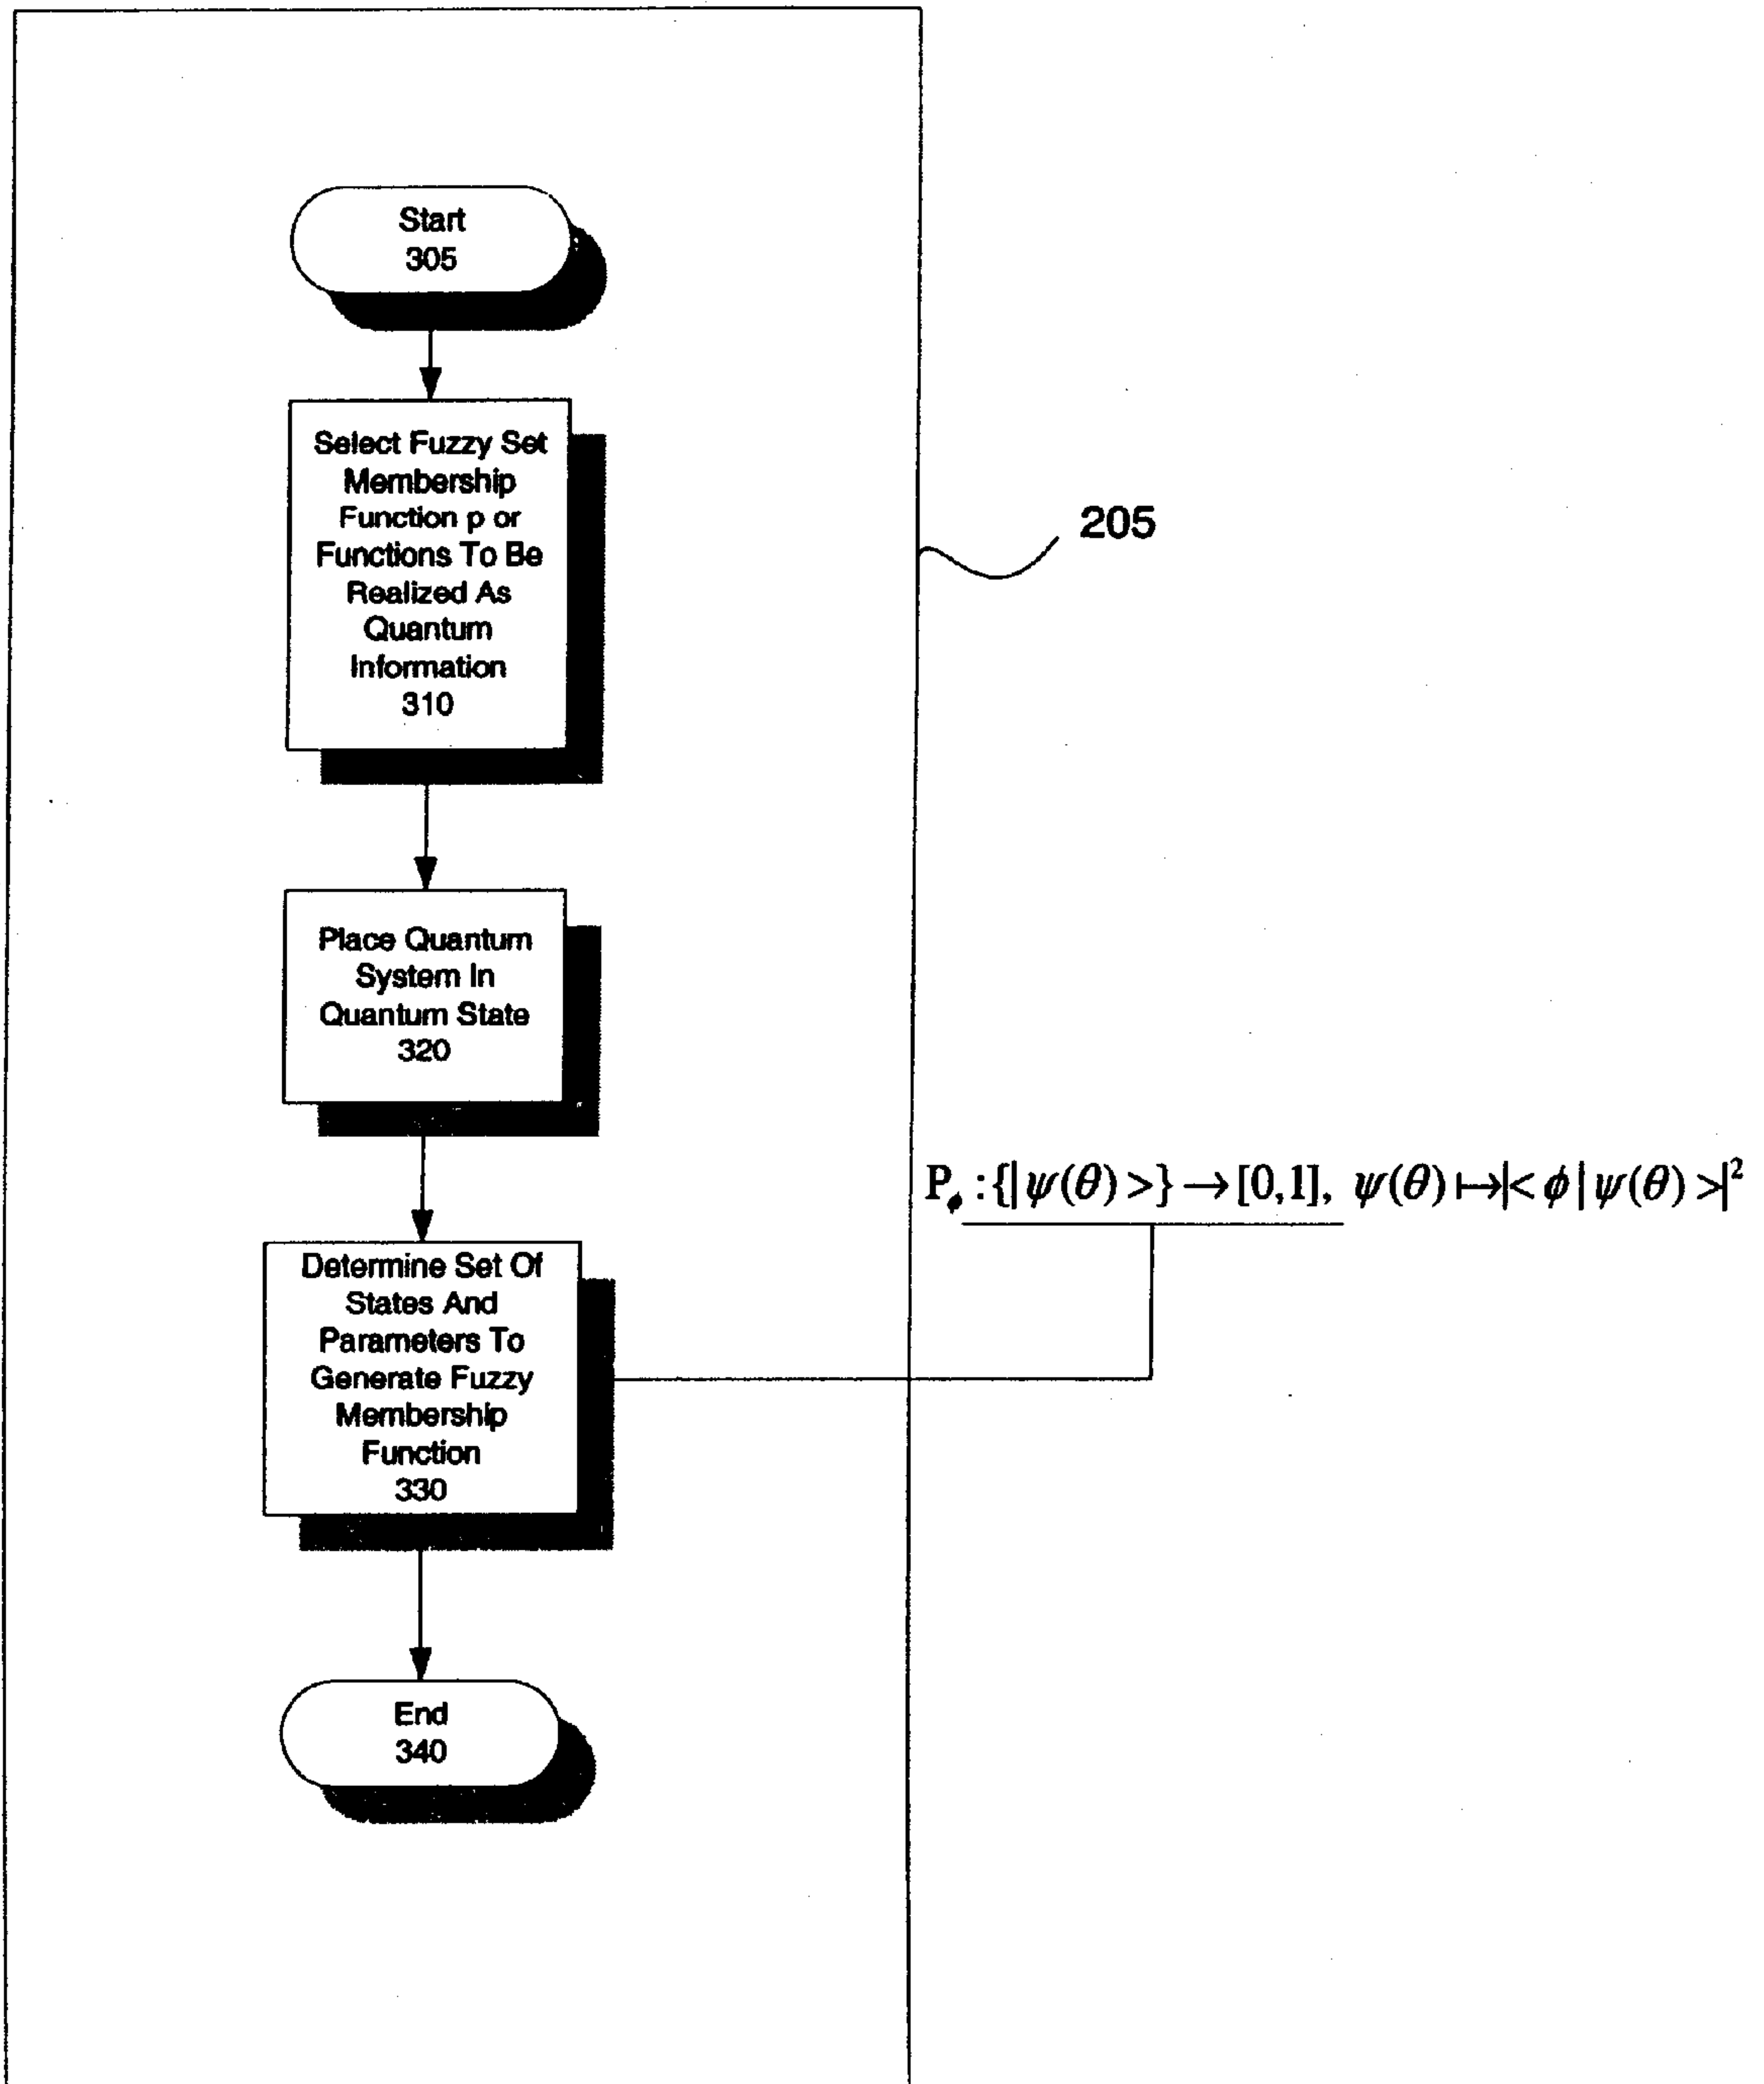 Start
305
Select Fuzzy Set
Membership
Function p or
Functions To Be
Realized As
Quantum
Information
310
205
Place Quantum
System In
Quantum State
320
P_ϕ :{|ψ(θ) >} → [0,1], ψ(θ) ↦|< ϕ | ψ(θ) >|²
Determine Set Of
States And
Parameters To
Generate Fuzzy
Membership
Function
330
End
340